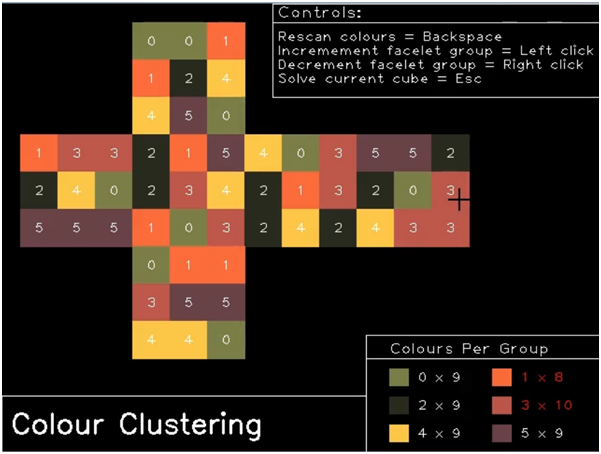 Controls:
Rescan colours = Backspace
Incremement facelet group = Left click
Decrement facelet group = Right click
Solve current cube = Esc
0 0 1
1 2 4
4 5 0
1 3 3 2 1 5 4 0 3 5 5 2
2 4 0 2 3 4 2 1 3 2 0 3
5 5 5 1 0 3 2 4 2 4 3 3
0 1 1
3 5 5
4 4 0
Colours Per Group
0 x 9 1 x 8
2 x 9 3 x 10
4 x 9 5 x 9
Colour Clustering